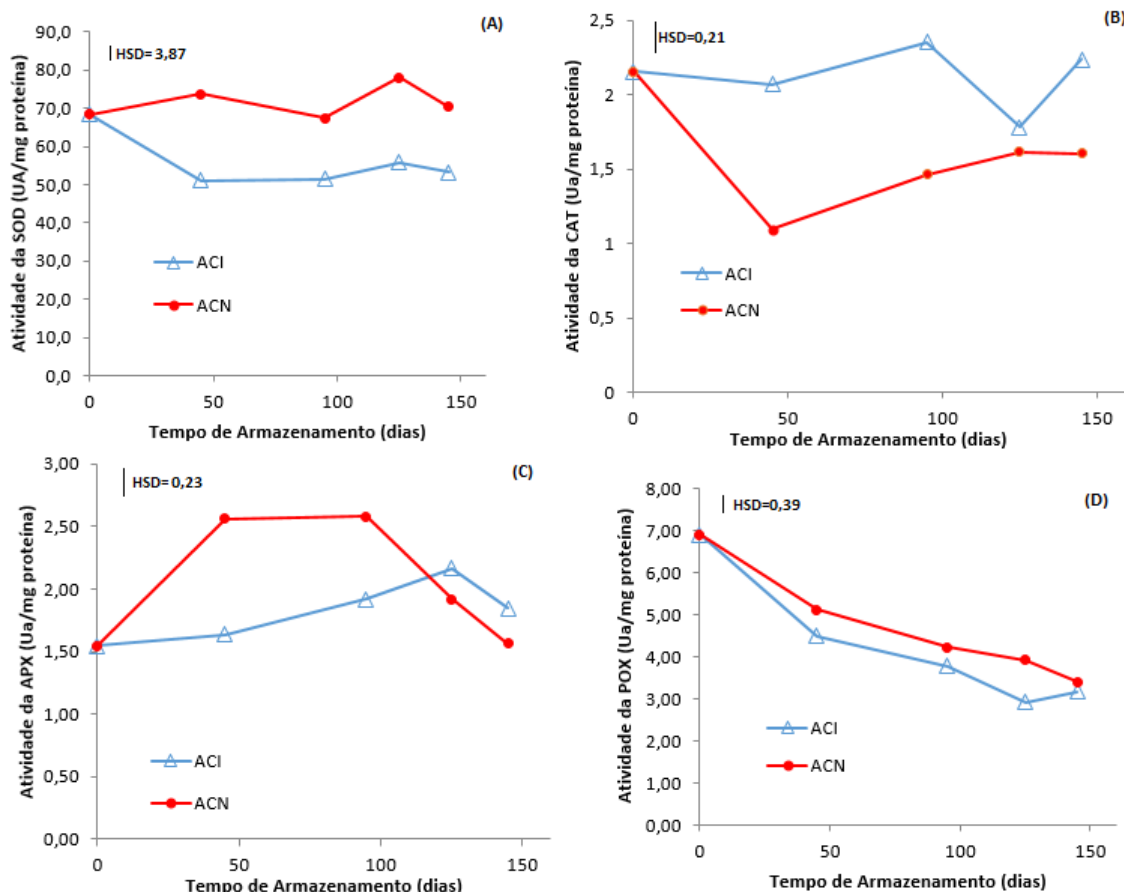 (A)
HSD= 3,87
Atividade da SOD (UA/mg proteína)
90,0
80,0
70,0
60,0
50,0
40,0
30,0
20,0
10,0
0,0
ACI
ACN
0 50 100 150
Tempo de Armazenamento (dias)
(B)
HSD=0,21
Atividade da CAT (Ua/mg proteína)
2,5
2
1,5
1
0,5
0
ACI
ACN
0 50 100 150
Tempo de Armazenamento (dias)
(C)
HSD= 0,23
Atividade da APX (Ua/mg proteína)
3,00
2,50
2,00
1,50
1,00
0,50
0,00
ACI
ACN
0 50 100 150
Tempo de Armazenamento (dias)
(D)
HSD=0,39
Atividade da POX (Ua/mg proteína)
8,00
7,00
6,00
5,00
4,00
3,00
2,00
1,00
0,00
ACI
ACN
0 50 100 150
Tempo de Armazenamento (dias)